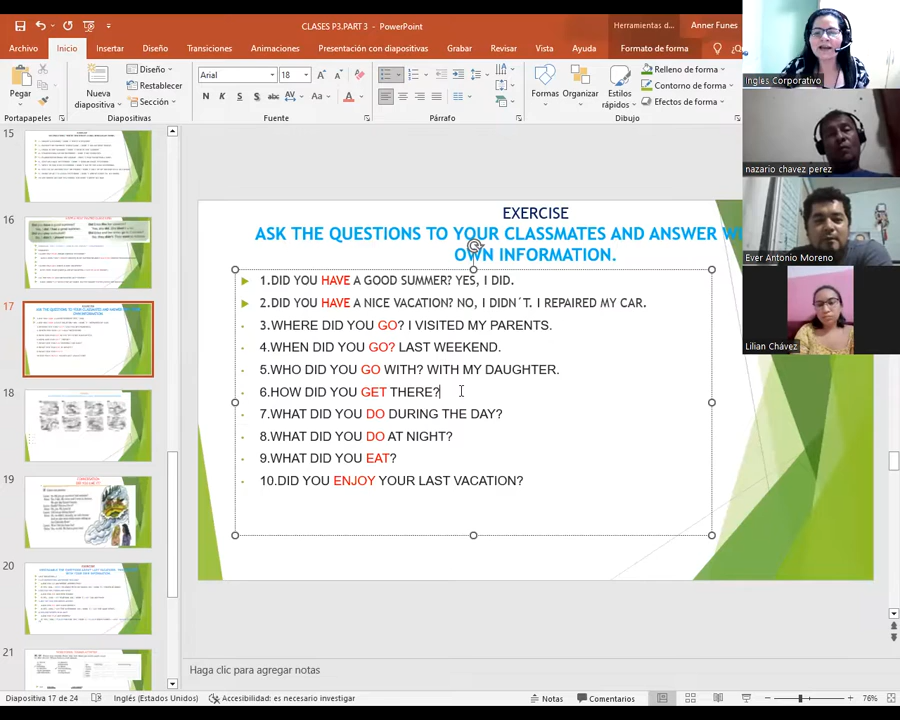 CLASES P3.PART 3 - PowerPoint
Herramientas d
Anner Funes
Archivo
Inicio
Insertar
Diseño
Transiciones
Animaciones
Presentación con diapositivas
Grabar
Revisar
Vista
Ayuda
Formato de forma
Pegar
Nueva
diapositiva
Diseño
Restablecer
Sección
Arial
18
N
K
S
S
abc
AV
Aa
A
Formas
Organizar
Estilos
rápidos
Relleno de forma
Contorno de forma
Efectos de forma
Portapapeles
Diapositivas
Fuente
Párrafo
Dibujo
Ingles Corporativo
nazario chavez perez
Ever Antonio Moreno
Lilian Chávez
15
16
17
18
19
20
21
EXERCISE
ASK THE QUESTIONS TO YOUR CLASSMATES AND ANSWER WI
OWN INFORMATION.
1.DID YOU HAVE A GOOD SUMMER? YES, I DID.
2.DID YOU HAVE A NICE VACATION? NO, I DIDN´T. I REPAIRED MY CAR.
3.WHERE DID YOU GO? I VISITED MY PARENTS.
4.WHEN DID YOU GO? LAST WEEKEND.
5.WHO DID YOU GO WITH? WITH MY DAUGHTER.
6.HOW DID YOU GET THERE?
7.WHAT DID YOU DO DURING THE DAY?
8.WHAT DID YOU DO AT NIGHT?
9.WHAT DID YOU EAT?
10.DID YOU ENJOY YOUR LAST VACATION?
Haga clic para agregar notas
Diapositiva 17 de 24
Inglés (Estados Unidos)
Accesibilidad: es necesario investigar
Notas
Comentarios
76%